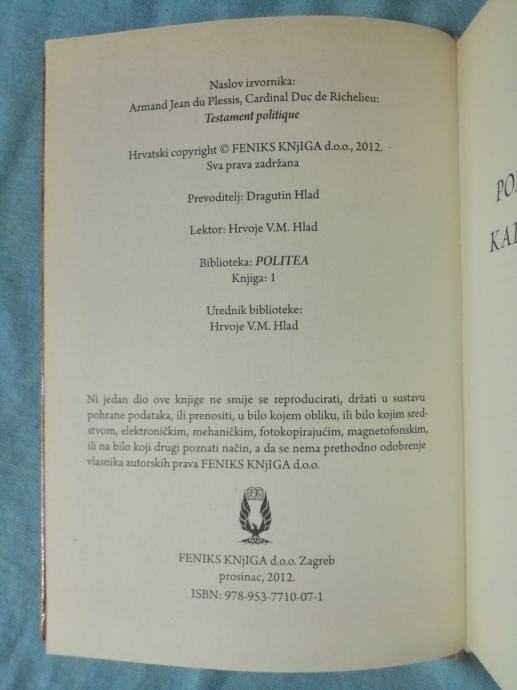 Naslov izvornika:
Armand Jean du Plessis, Cardinal Duc de Richelieu:
Testament politique
Hrvatski copyright © FENIKS KNjIGA d.o.o., 2012.
Sva prava zadržana
Prevoditelj: Dragutin Hlad
Lektor: Hrvoje V.M. Hlad
Biblioteka: POLITEA
Knjiga: 1
Urednik biblioteke:
Hrvoje V.M. Hlad
Ni jedan dio ove knjige ne smije se reproducirati, držati u sustavu
pohrane podataka, ili prenositi, u bilo kojem obliku, ili bilo kojim sred-
stvom, elektroničkim, mehaničkim, fotokopirajućim, magnetofonskim,
ili na bilo koji drugi poznati način, a da se nema prethodno odobrenje
vlasnika autorskih prava FENIKS KNjIGA d.o.o.
FK
FENIKS KNjIGA d.o.o. Zagreb
prosinac, 2012.
ISBN: 978-953-7710-07-1